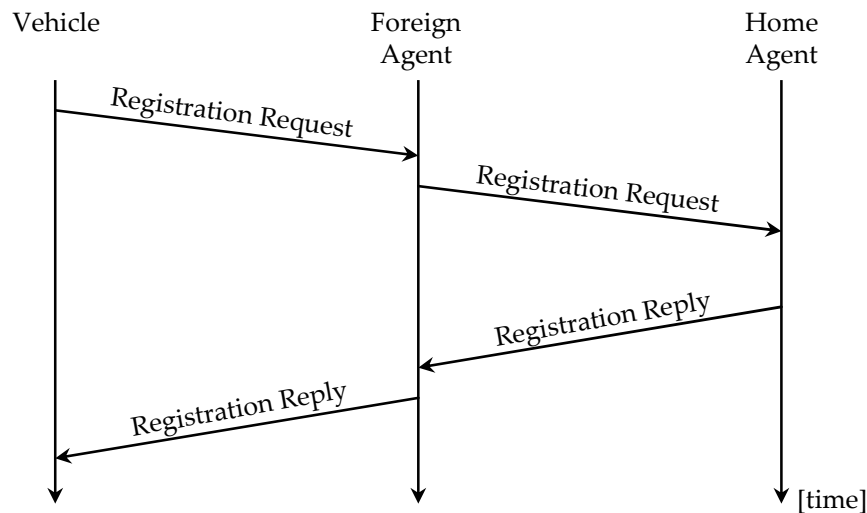 Vehicle
Foreign
Agent
Home
Agent
Registration Request
Registration Request
Registration Reply
Registration Reply
[time]